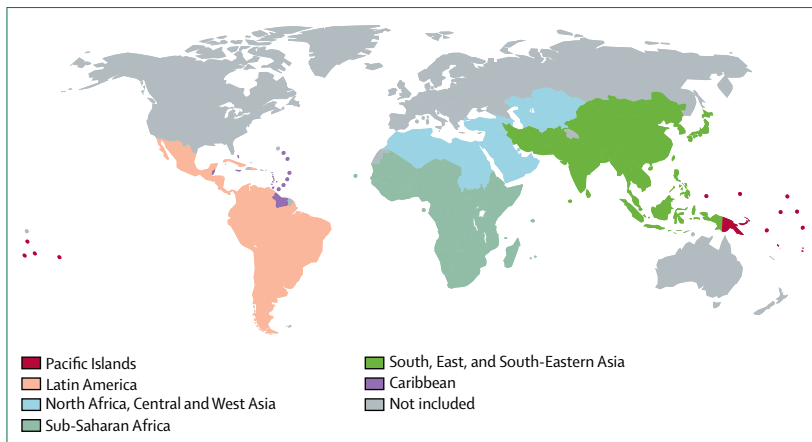 Pacific Islands
Latin America
North Africa, Central and West Asia
Sub-Saharan Africa
South, East, and South-Eastern Asia
Caribbean
Not included